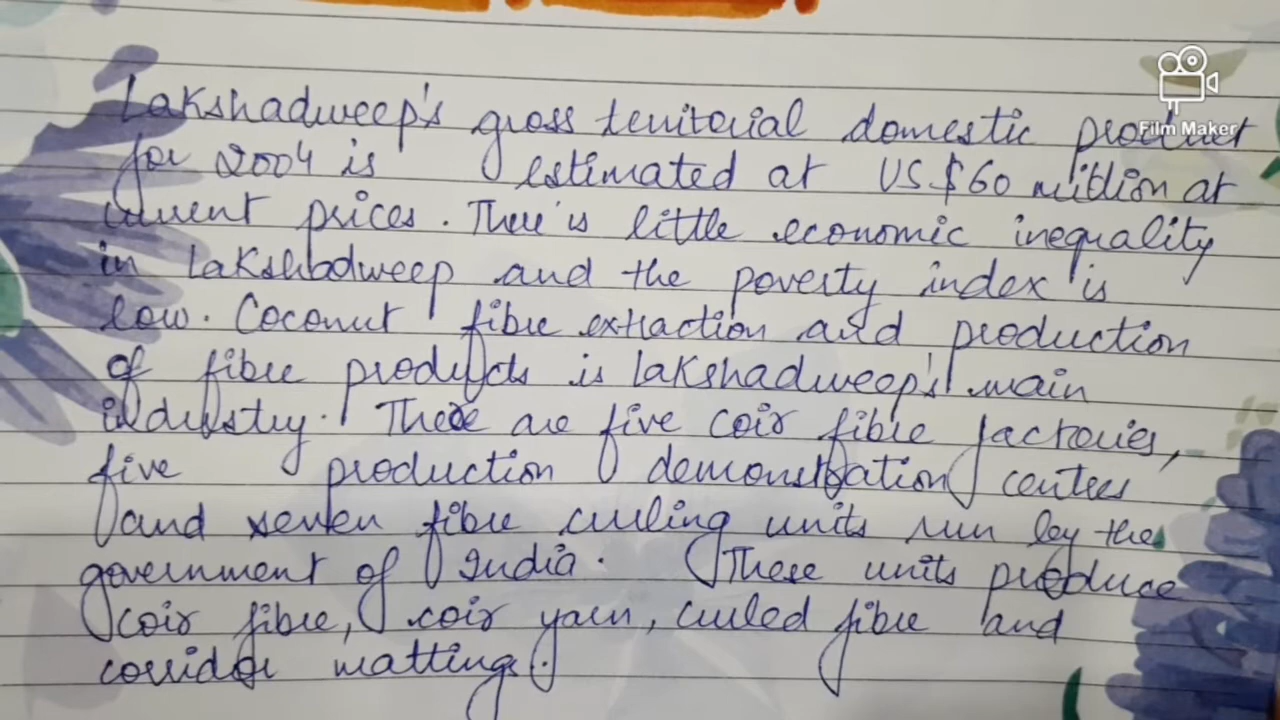 Lakshadweep's gross territorial domestic product
for 2004 is estimated at US $60 million at
current prices. There is little economic inequality
in Lakshadweep and the poverty index is
low. Coconut fibre extraction and production
of fibre products is Lakshadweep's main
industry. There are five coir fibre factories,
five production demonstration centres
and seven fibre curling units run by the
government of India. These units produce
coir fibre, coir yarn, curled fibre and
corridor mattings.
Film Maker